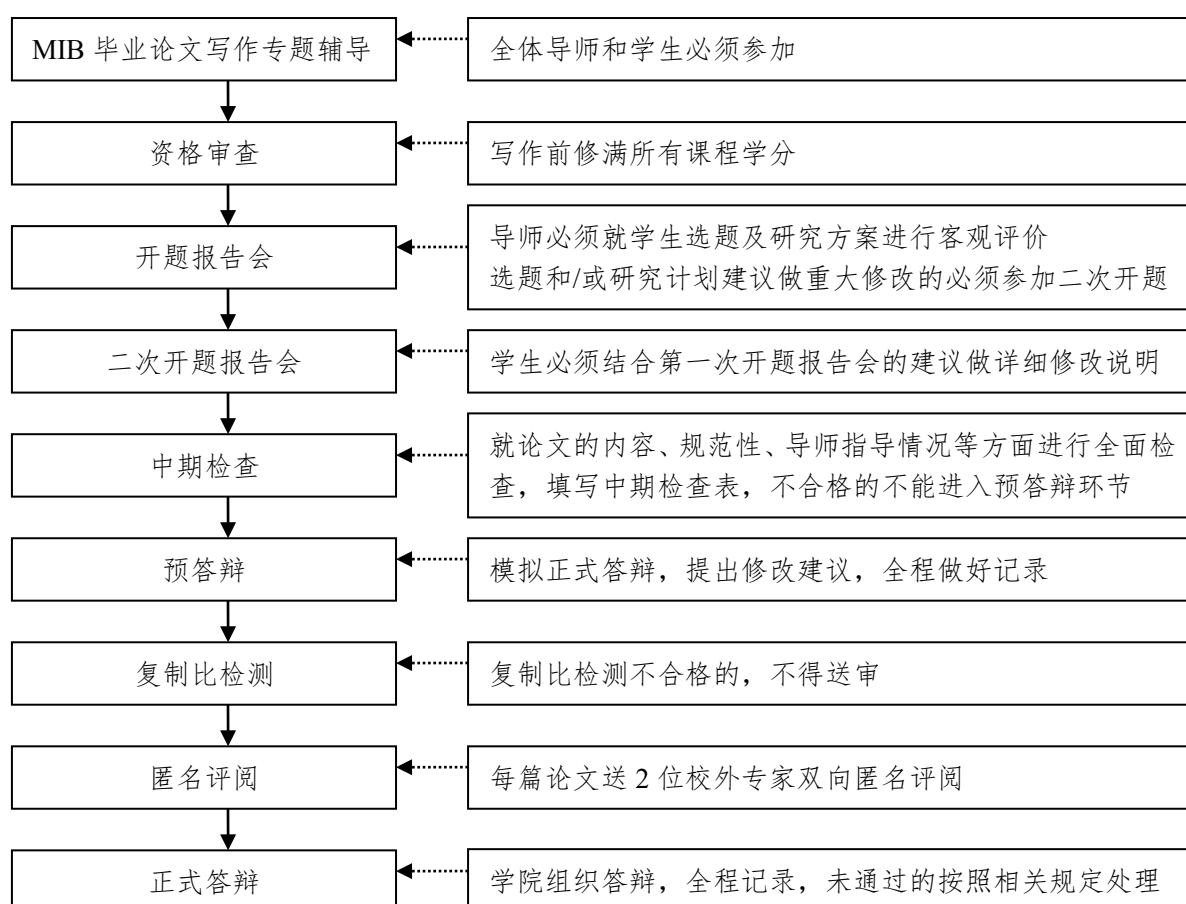 MIB 毕业论文写作专题辅导
全体导师和学生必须参加
资格审查
写作前修满所有课程学分
开题报告会
导师必须就学生选题及研究方案进行客观评价
选题和/或研究计划建议做重大修改的必须参加二次开题
二次开题报告会
学生必须结合第一次开题报告会的建议做详细修改说明
中期检查
就论文的内容、规范性、导师指导情况等方面进行全面检
查，填写中期检查表，不合格的不能进入预答辩环节
预答辩
模拟正式答辩，提出修改建议，全程做好记录
复制比检测
复制比检测不合格的，不得送审
匿名评阅
每篇论文送 2 位校外专家双向匿名评阅
正式答辩
学院组织答辩，全程记录，未通过的按照相关规定处理